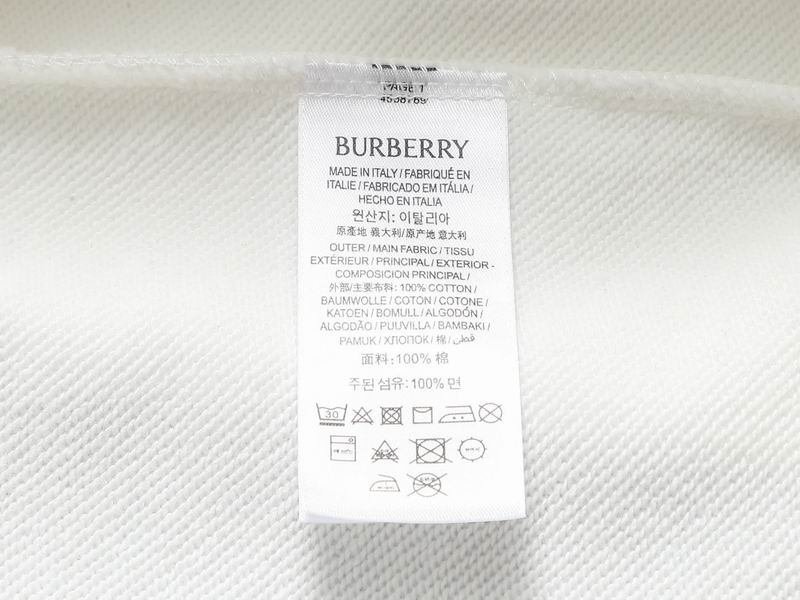 BURBERRY
MADE IN ITALY / FABRIQUÉ EN
ITALIE / FABRICADO EM ITÁLIA /
HECHO EN ITALIA
원산지: 이탈리아
原產地 義大利/原产地 意大利
OUTER / MAIN FABRIC / TISSU
EXTÉRIEUR / PRINCIPAL / EXTERIOR -
COMPOSICION PRINCIPAL /
外部/主要布料: 100% COTTON /
BAUMWOLLE / COTON / COTONE /
KATOEN / BOMULL / ALGODÓN /
ALGODÃO / PUUVILLA / BAMBAKI /
PAMUK / ХЛОПОК / 棉 / قطن
面料: 100% 棉
주된 섬유: 100% 면
30